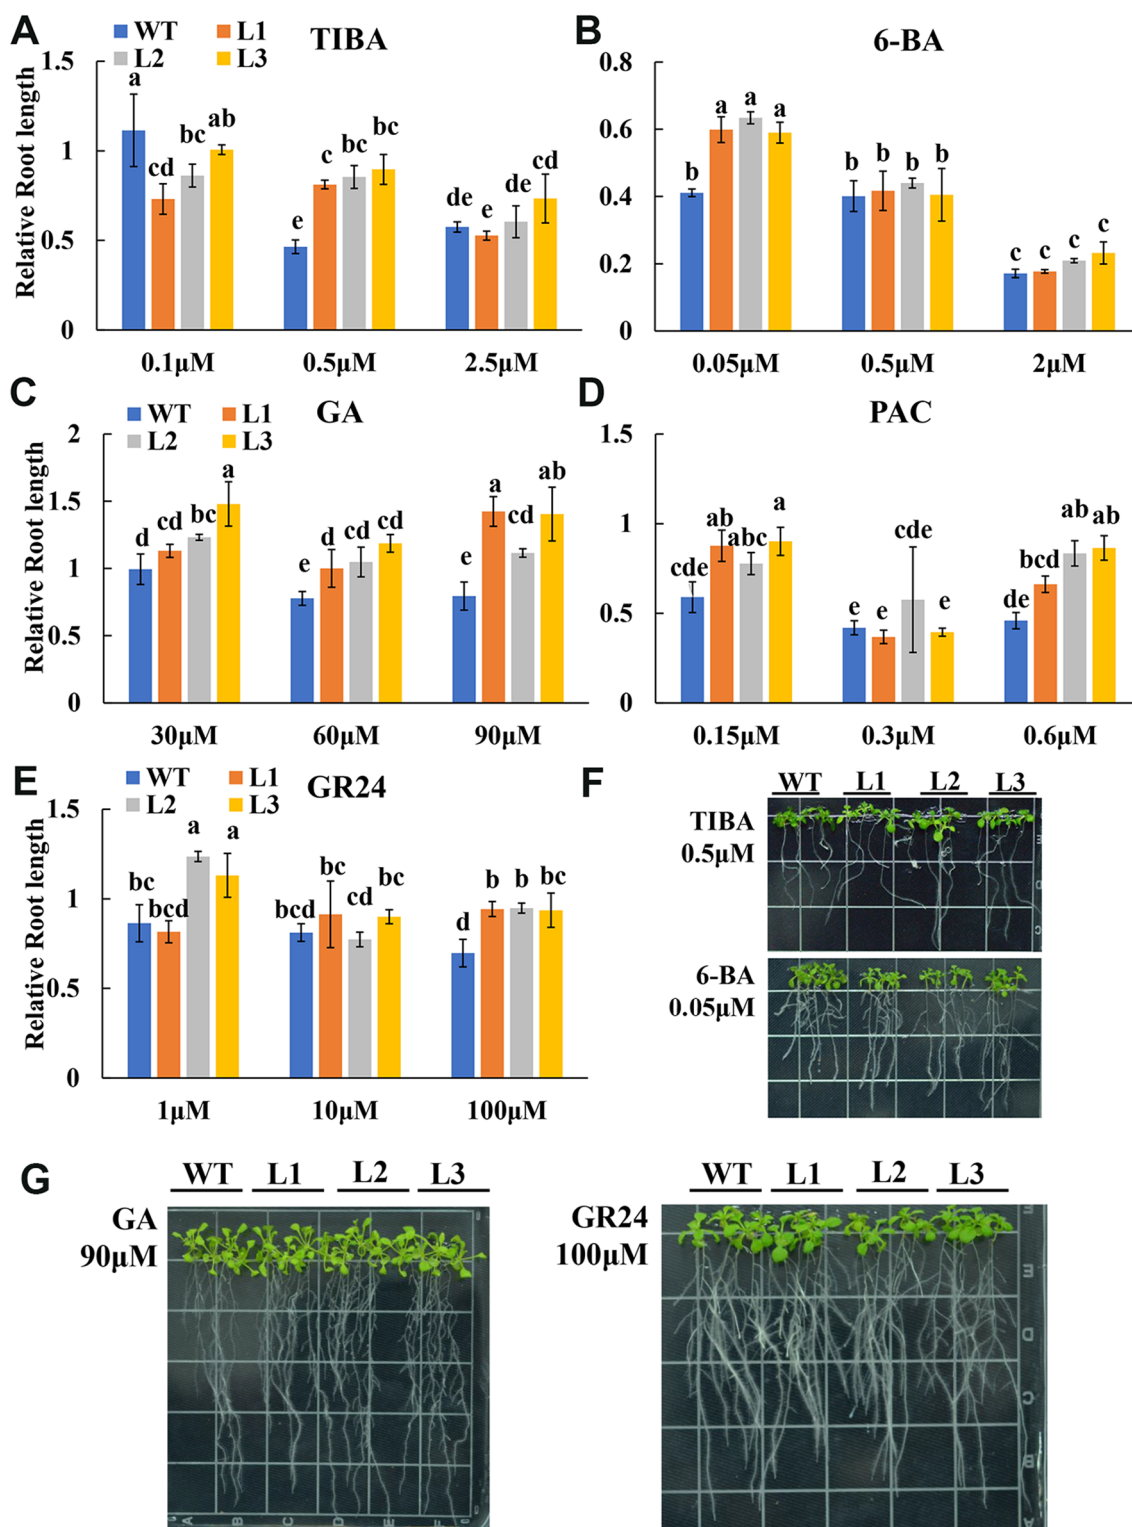 A
WT
L1
L2
L3
TIBA
Relative Root length
1.5
1
0.5
0
a
cd
bc
ab
e
c
bc
bc
de
e
de
cd
0.1μM
0.5μM
2.5μM
B
6-BA
0.8
0.6
0.4
0.2
0
b
a
a
a
b
b
b
b
c
c
c
c
0.05μM
0.5μM
2μM
C
WT
L1
L2
L3
GA
Relative Root length
2
1.5
1
0.5
0
d
cd
bc
a
e
d
cd
cd
e
a
cd
ab
30μM
60μM
90μM
D
PAC
1.5
1
0.5
0
cde
ab
abc
a
e
e
cde
e
de
bcd
ab
ab
0.15μM
0.3μM
0.6μM
E
WT
L1
L2
L3
GR24
Relative Root length
1.5
1
0.5
0
bc
bcd
a
a
bcd
bc
cd
bc
d
b
b
bc
1μM
10μM
100μM
F
WT
L1
L2
L3
TIBA
0.5μM
6-BA
0.05μM
G
WT
L1
L2
L3
GA
90μM
A
B
C
D
E
F
WT
L1
L2
L3
GR24
100μM
E
D
C
B
A